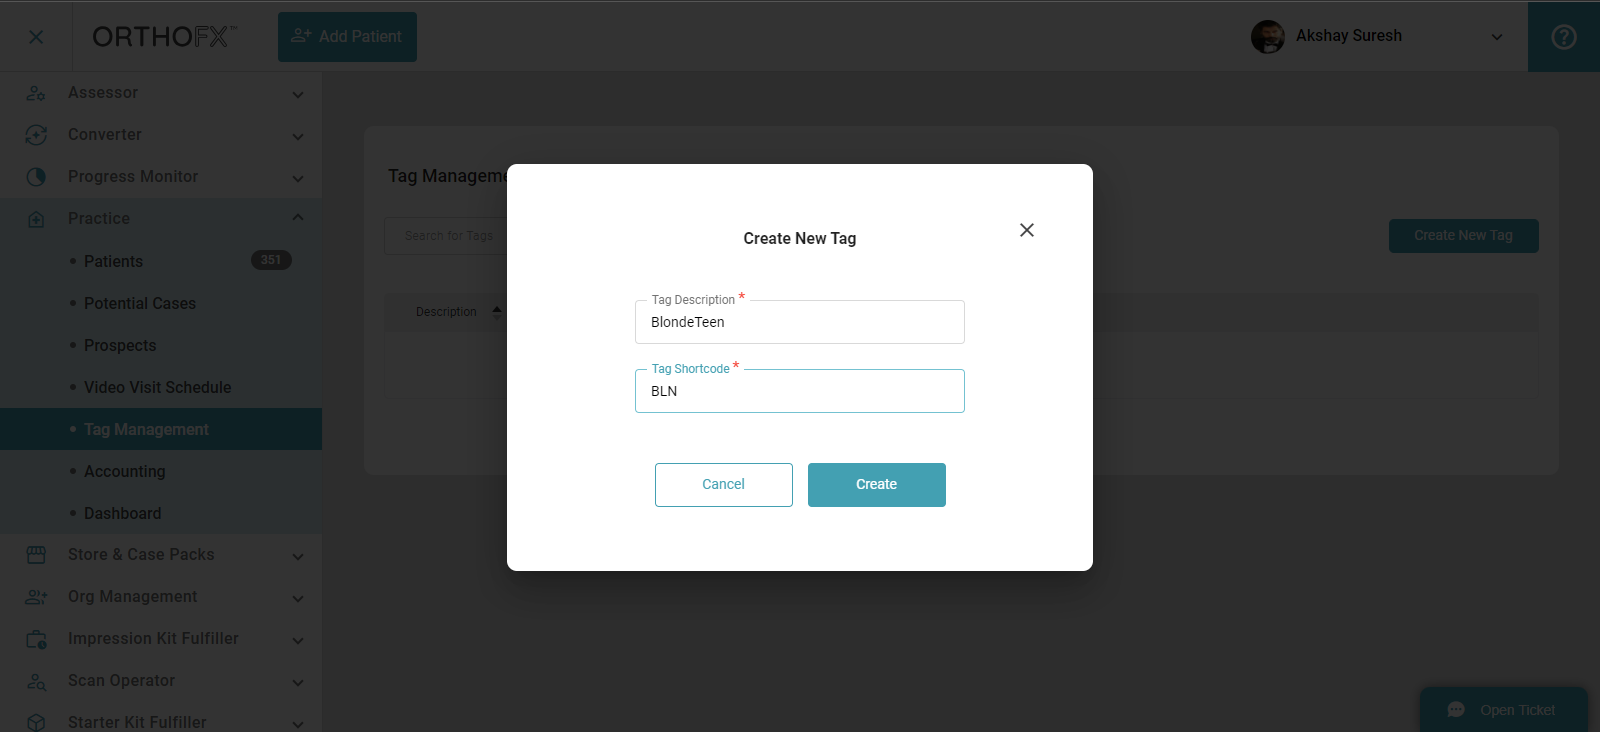 ORTHOFX™
Add Patient
Akshay Suresh
Assessor
Converter
Progress Monitor
Practice
Patients 351
Potential Cases
Prospects
Video Visit Schedule
Tag Management
Accounting
Dashboard
Store & Case Packs
Org Management
Impression Kit Fulfiller
Scan Operator
Starter Kit Fulfiller
Tag Manageme
Search for Tags
Create New Tag
Description
Create New Tag
Tag Description *
BlondeTeen
Tag Shortcode *
BLN
Cancel
Create
Open Ticket